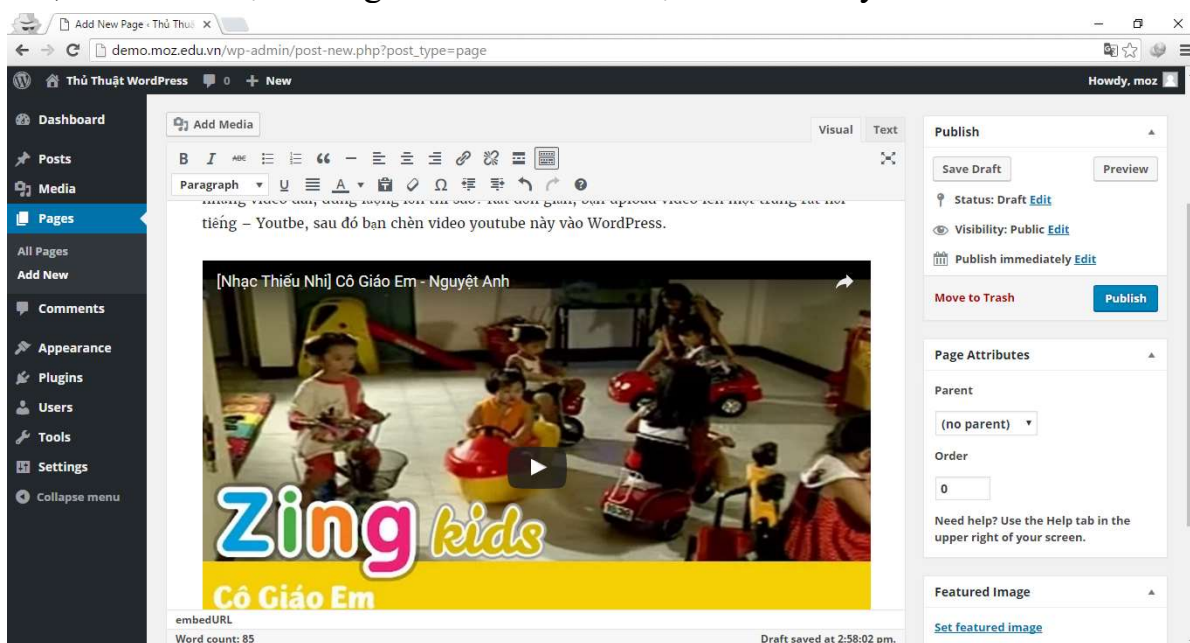 Add New Page ‹ Thủ Thuậ
demo.moz.edu.vn/wp-admin/post-new.php?post_type=page
Thủ Thuật WordPress 0 + New Howdy, moz
Dashboard
Posts
Media
Pages
All Pages
Add New
Comments
Appearance
Plugins
Users
Tools
Settings
Collapse menu
Add Media
Visual Text
B I ABC
Paragraph U A Ω
tiếng – Youtbe, sau đó bạn chèn video youtube này vào WordPress.
[Nhạc Thiếu Nhi] Cô Giáo Em - Nguyệt Anh
Zing kids
Cô Giáo Em
embedURL
Word count: 85 Draft saved at 2:58:02 pm.
Publish
Save Draft Preview
Status: Draft Edit
Visibility: Public Edit
Publish immediately Edit
Move to Trash Publish
Page Attributes
Parent
(no parent)
Order
0
Need help? Use the Help tab in the
upper right of your screen.
Featured Image
Set featured image